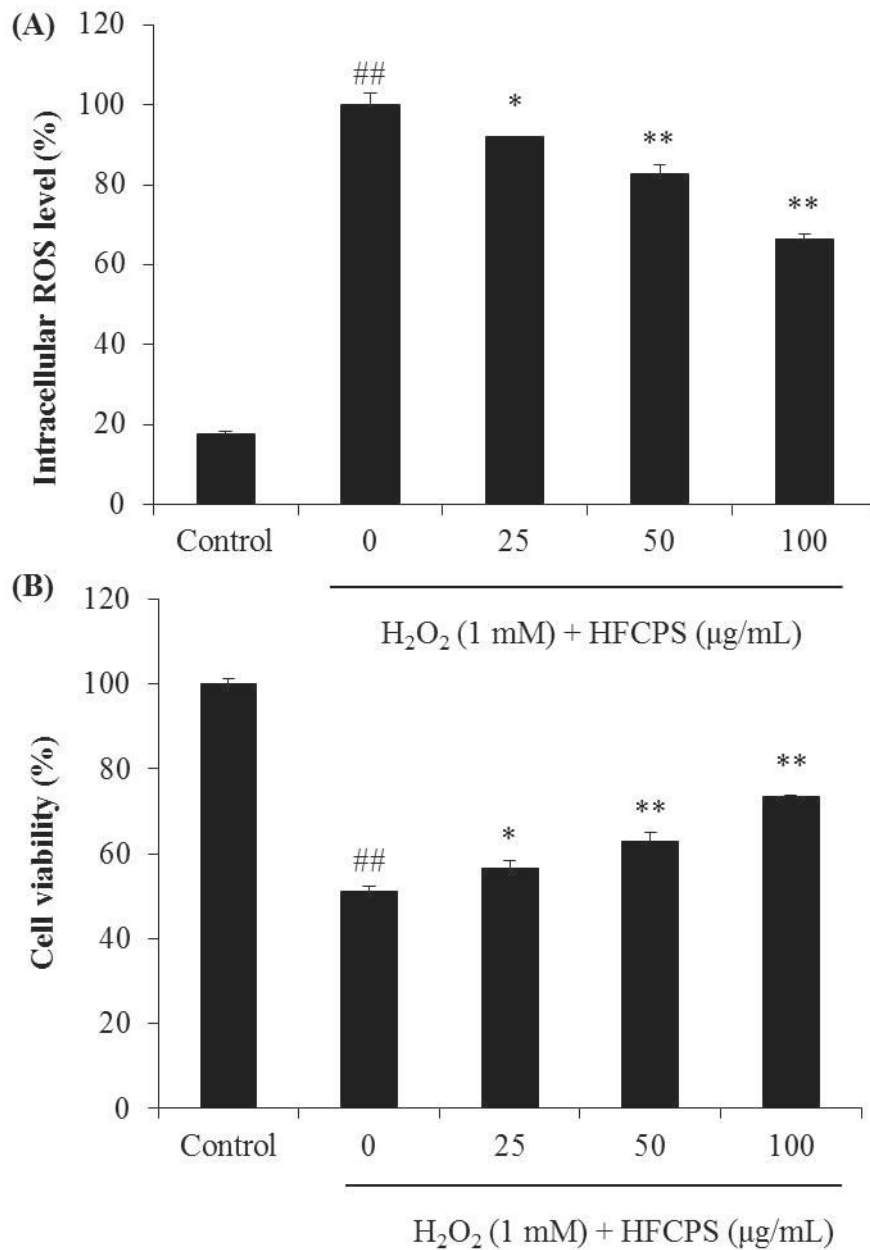 (A)
Intracellular ROS level (%)
120
100
80
60
40
20
0
##
*
**
**
Control 0 25 50 100
H₂O₂ (1 mM) + HFCPS (μg/mL)
(B)
Cell viability (%)
120
100
80
60
40
20
0
##
*
**
**
Control 0 25 50 100
H₂O₂ (1 mM) + HFCPS (μg/mL)